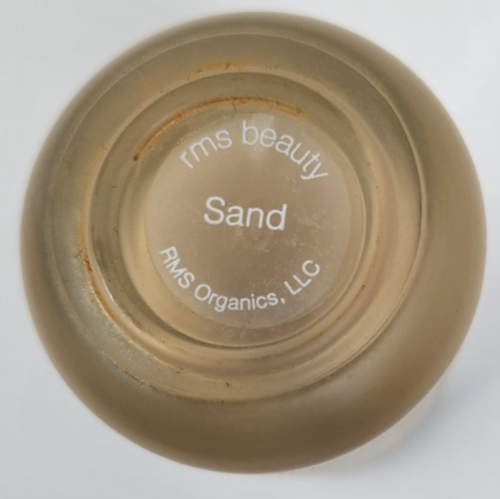 rms beauty
Sand
RMS Organics, LLC